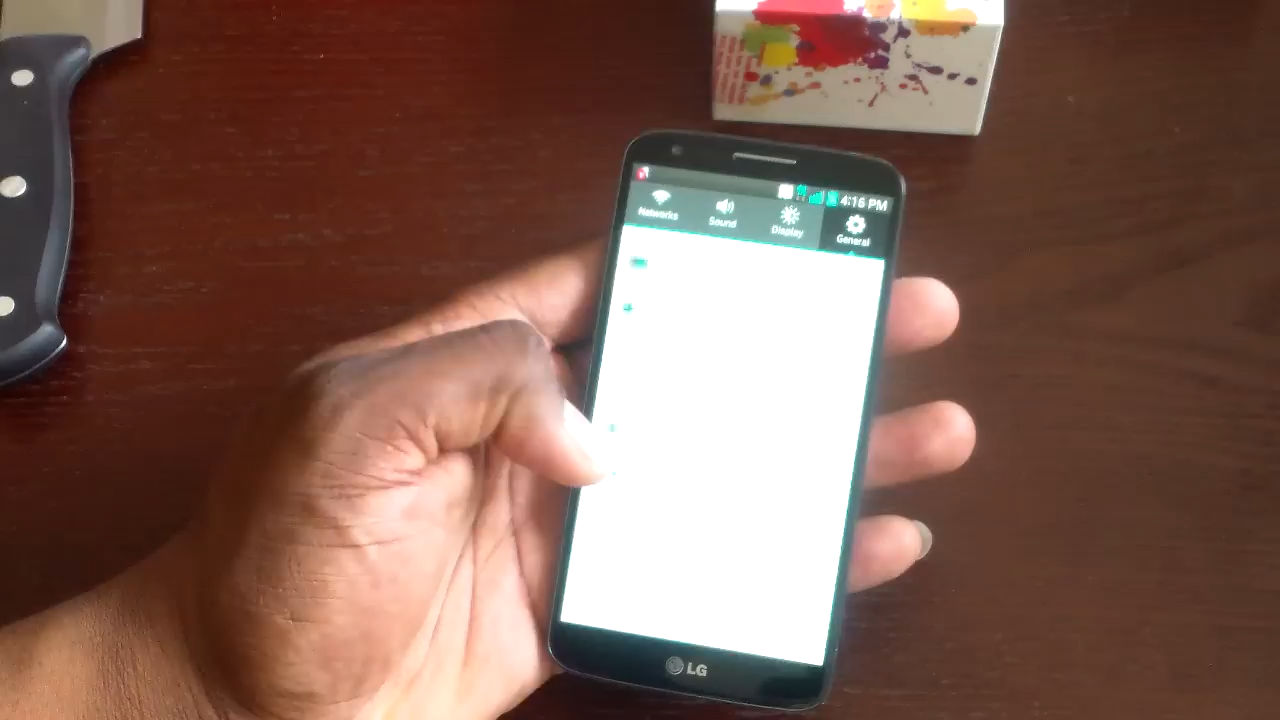 4:16 PM
Networks
Sound
Display
General
LG